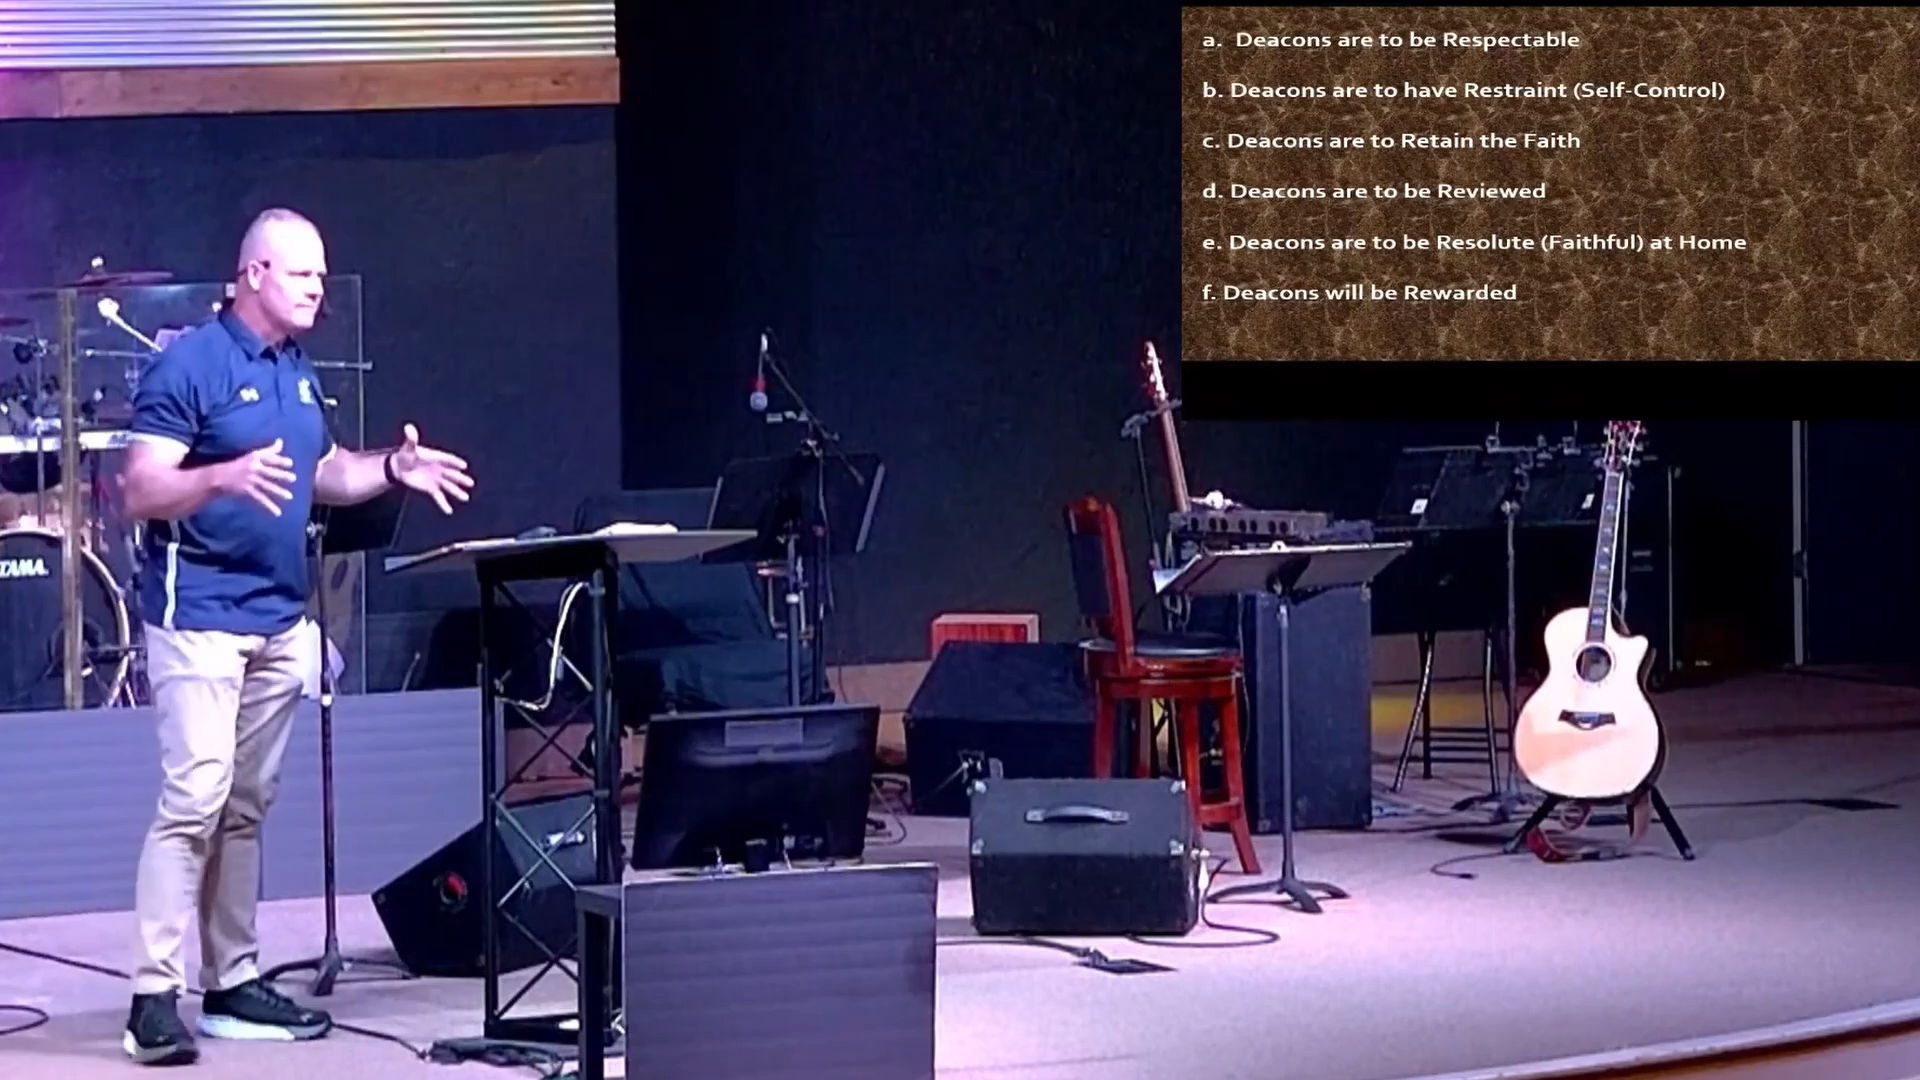 a. Deacons are to be Respectable
b. Deacons are to have Restraint (Self-Control)
c. Deacons are to Retain the Faith
d. Deacons are to be Reviewed
e. Deacons are to be Resolute (Faithful) at Home
f. Deacons will be Rewarded
TAMA.